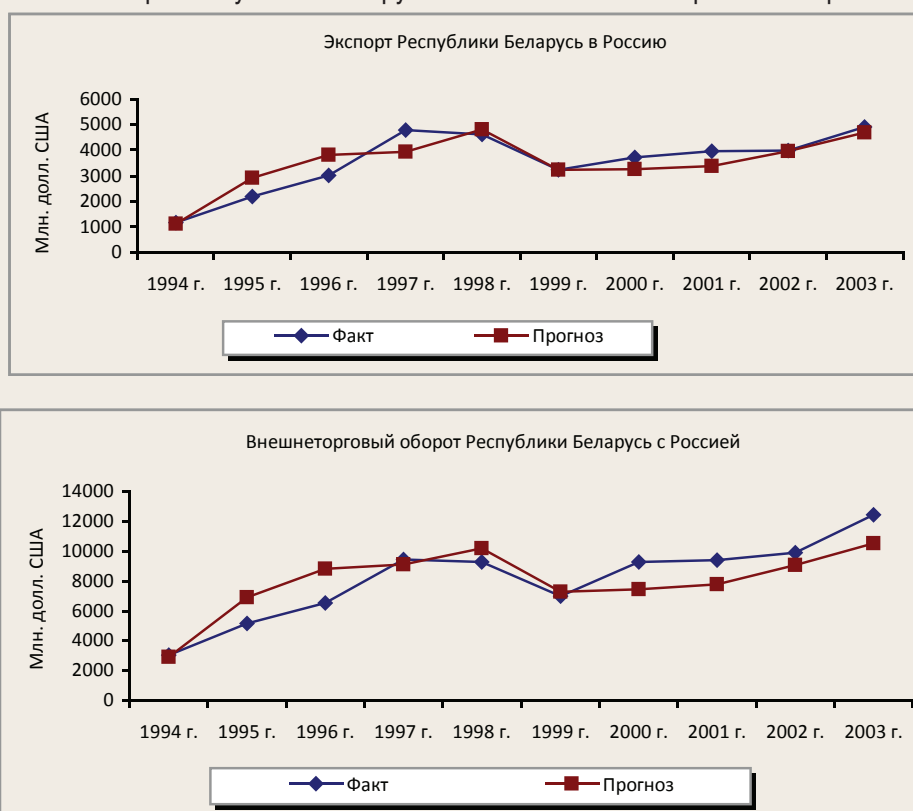 Экспорт Республики Беларусь в Россию
Млн. долл. США
6000
5000
4000
3000
2000
1000
0
1994 г. 1995 г. 1996 г. 1997 г. 1998 г. 1999 г. 2000 г. 2001 г. 2002 г. 2003 г.
Факт Прогноз
Внешнеторговый оборот Республики Беларусь с Россией
Млн. долл. США
14000
12000
10000
8000
6000
4000
2000
0
1994 г. 1995 г. 1996 г. 1997 г. 1998 г. 1999 г. 2000 г. 2001 г. 2002 г. 2003 г.
Факт Прогноз